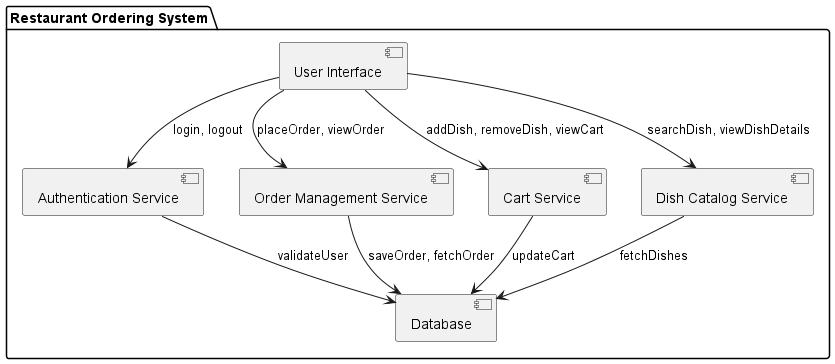 Restaurant Ordering System
User Interface
login, logout
placeOrder, viewOrder
addDish, removeDish, viewCart
searchDish, viewDishDetails
Authentication Service
Order Management Service
Cart Service
Dish Catalog Service
validateUser
saveOrder, fetchOrder
updateCart
fetchDishes
Database